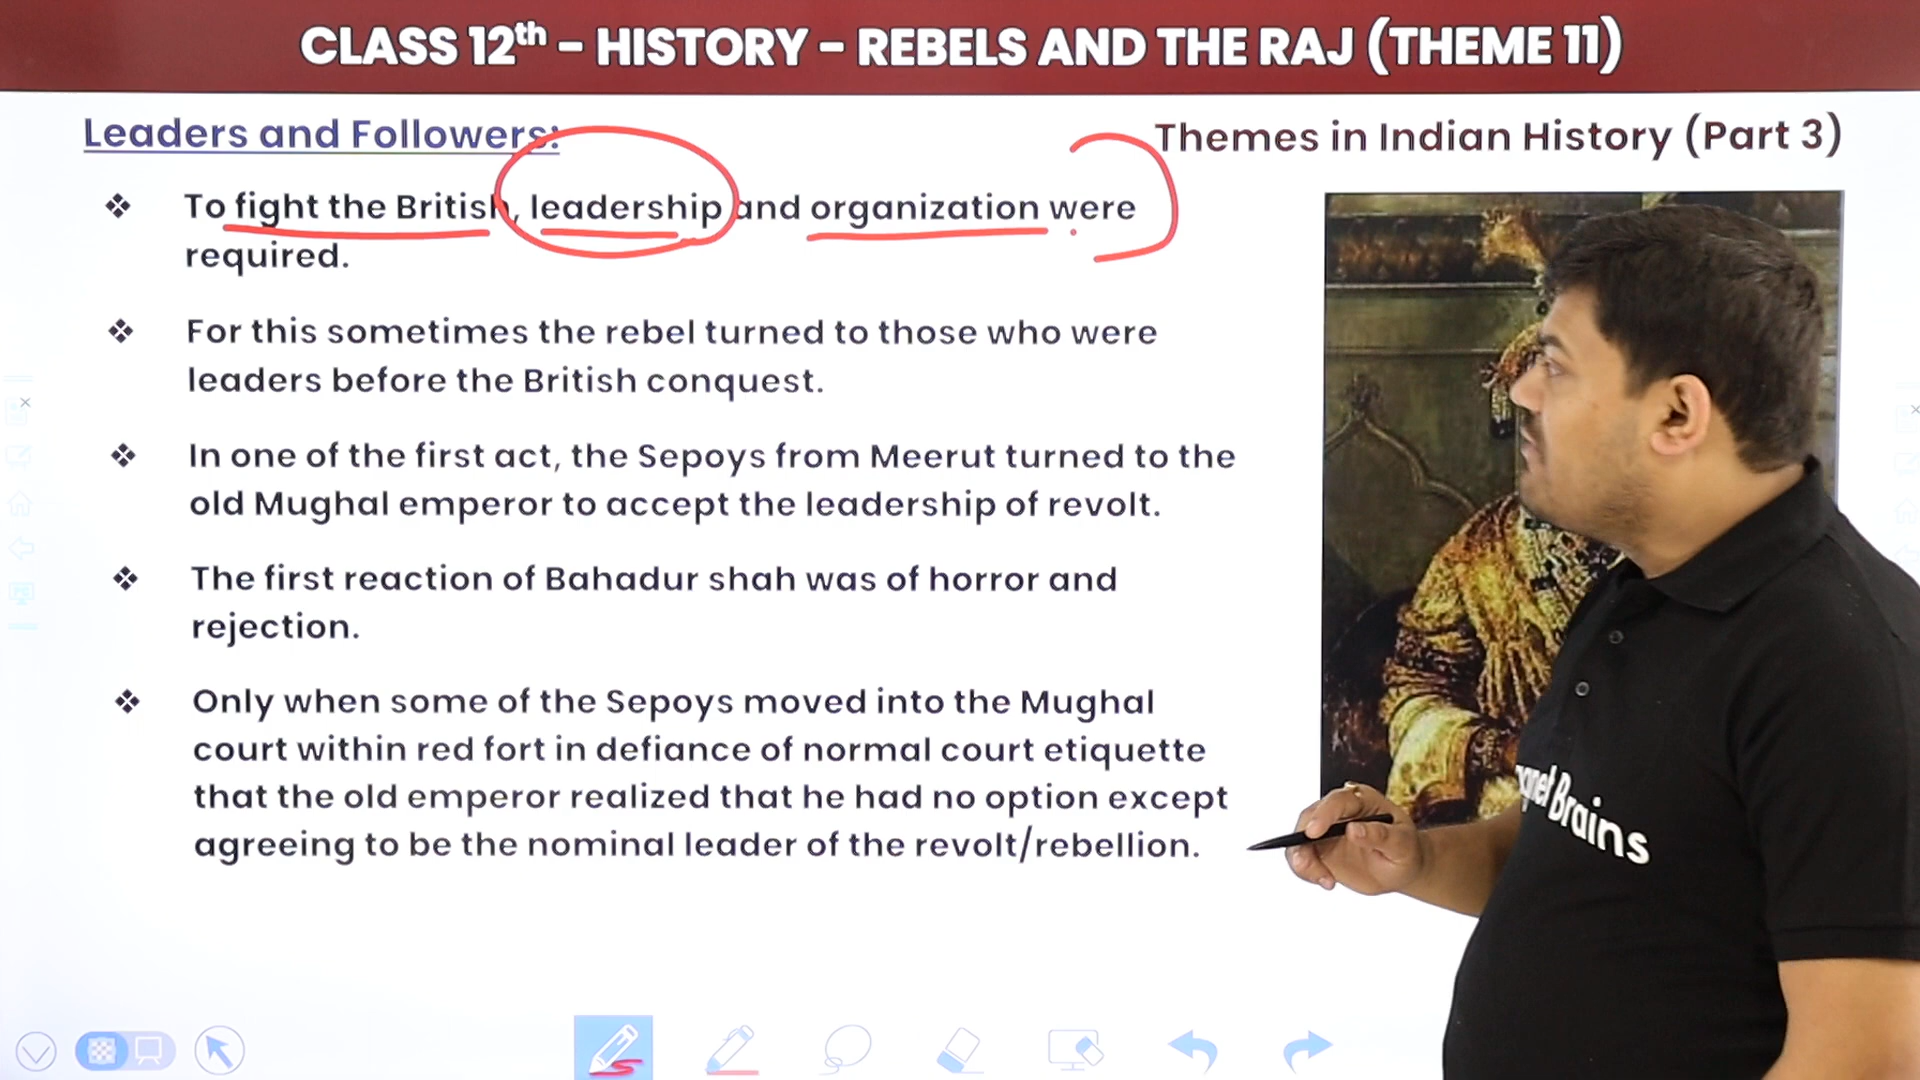 CLASS 12th – HISTORY – REBELS AND THE RAJ (THEME 11)
Leaders and Followers:
Themes in Indian History (Part 3)
❖ To fight the British, leadership and organization were
required.
❖ For this sometimes the rebel turned to those who were
leaders before the British conquest.
❖ In one of the first act, the Sepoys from Meerut turned to the
old Mughal emperor to accept the leadership of revolt.
❖ The first reaction of Bahadur shah was of horror and
rejection.
❖ Only when some of the Sepoys moved into the Mughal
court within red fort in defiance of normal court etiquette
that the old emperor realized that he had no option except
agreeing to be the nominal leader of the revolt/rebellion.
Brains